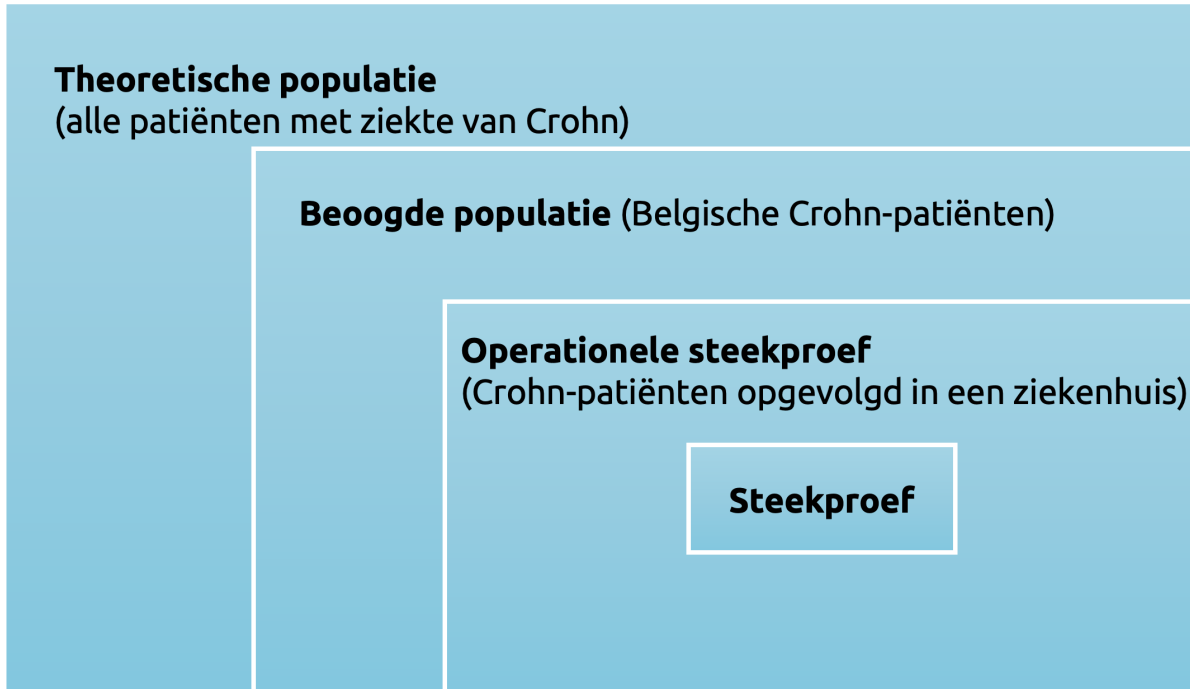 Theoretische populatie
(alle patiënten met ziekte van Crohn)
Beoogde populatie (Belgische Crohn-patiënten)
Operationele steekproef
(Crohn-patiënten opgevolgd in een ziekenhuis)
Steekproef